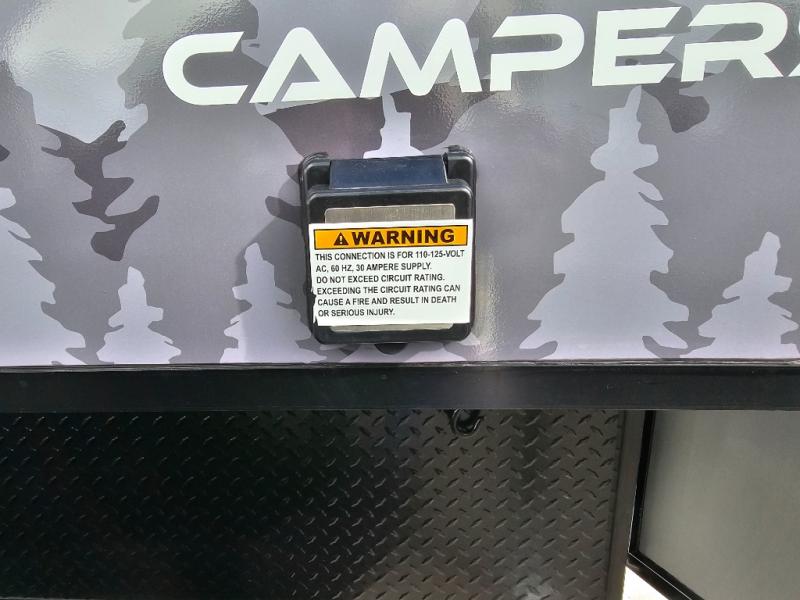 CAMPERS
WARNING
THIS CONNECTION IS FOR 110-125-VOLT
AC, 60 HZ, 30 AMPERE SUPPLY.
DO NOT EXCEED CIRCUIT RATING.
EXCEEDING THE CIRCUIT RATING CAN
CAUSE A FIRE AND RESULT IN DEATH
OR SERIOUS INJURY.